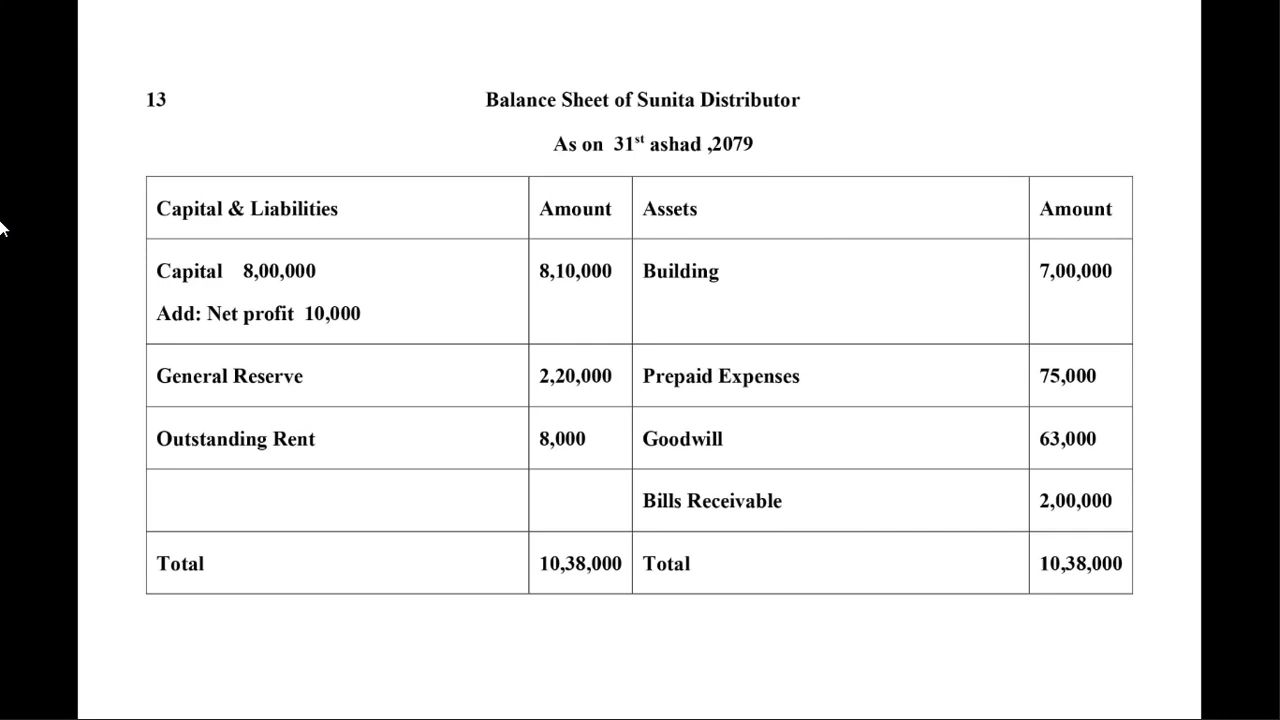 13 Balance Sheet of Sunita Distributor
As on 31st ashad ,2079
Capital & Liabilities Amount Assets Amount
Capital 8,00,000 8,10,000 Building 7,00,000
Add: Net profit 10,000
General Reserve 2,20,000 Prepaid Expenses 75,000
Outstanding Rent 8,000 Goodwill 63,000
Bills Receivable 2,00,000
Total 10,38,000 Total 10,38,000